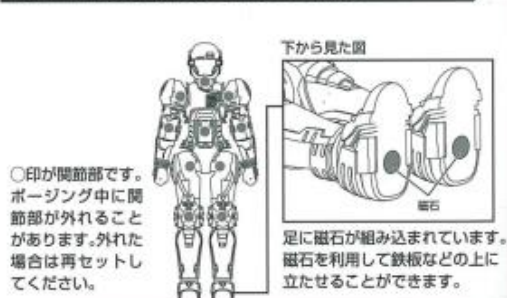 下から見た図
○印が関節部です。
ポージング中に関
節部が外れること
があります。外れた
場合は再セットし
てください。
磁石
足に磁石が組み込まれています。
磁石を利用して鉄板などの上に
立たせることができます。